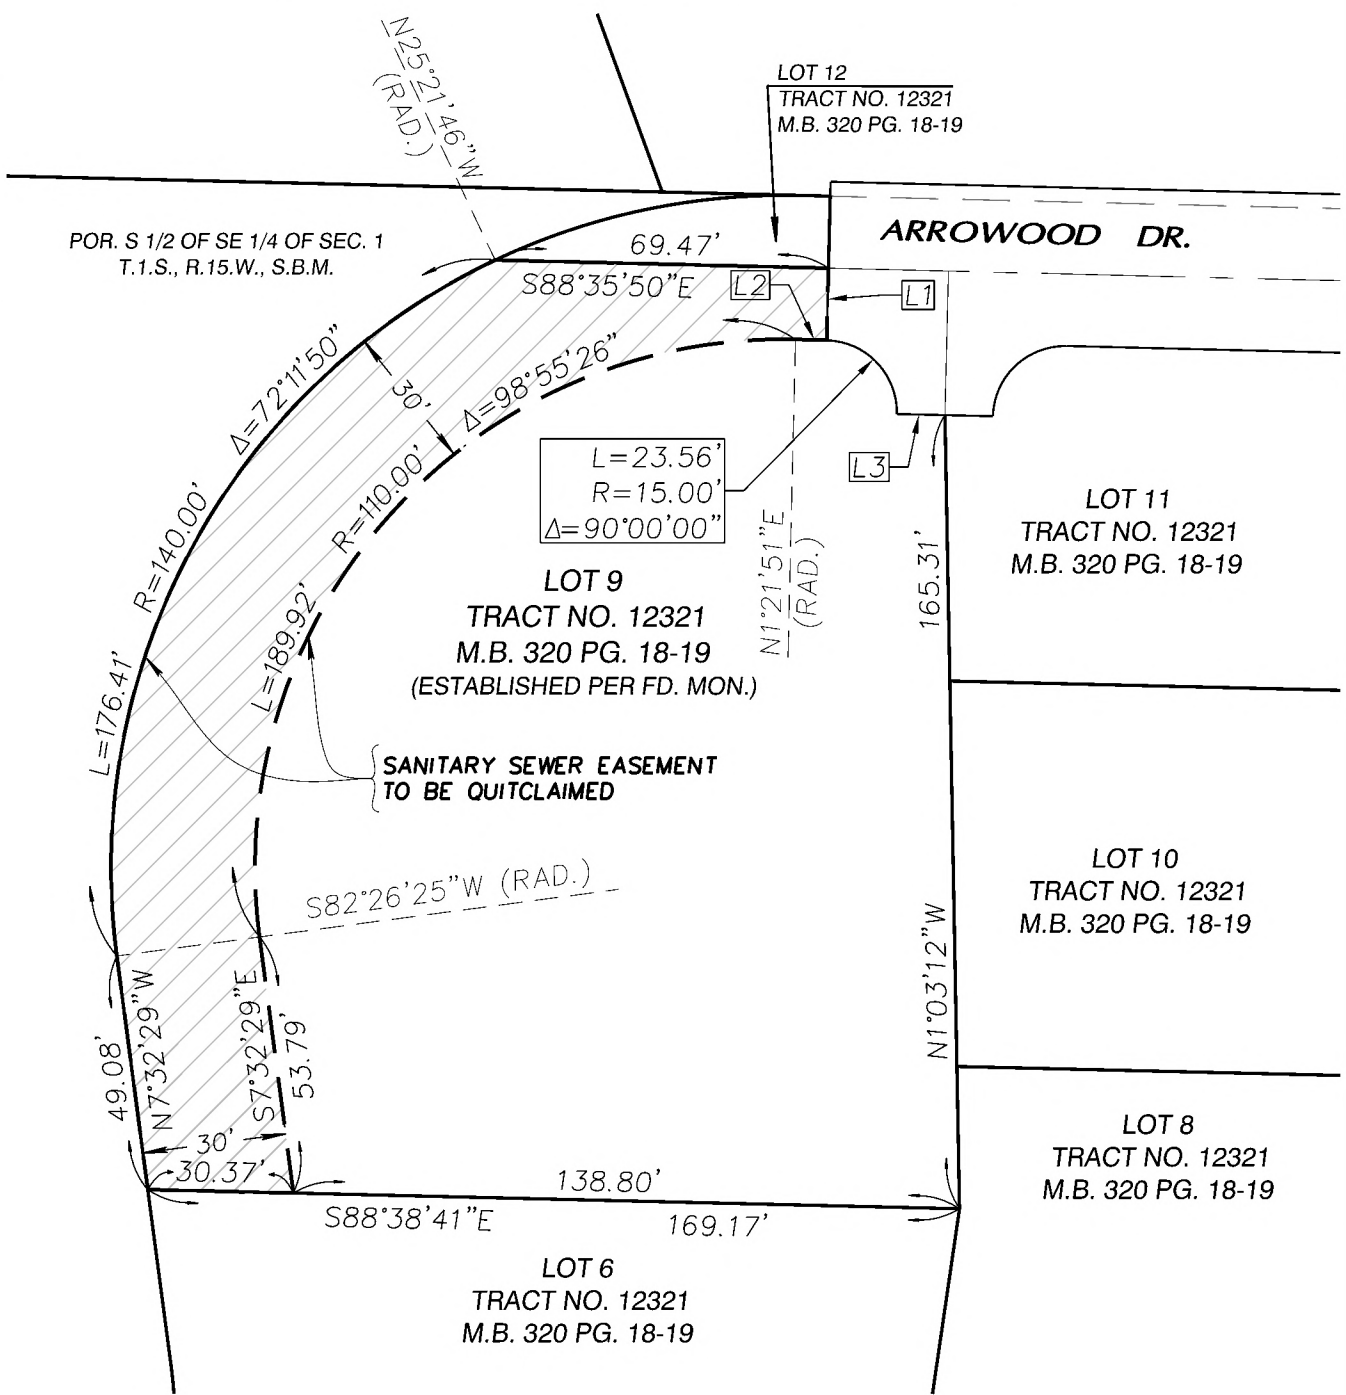 N25°21'46"W
(RAD.)
LOT 12
TRACT NO. 12321
M.B. 320 PG. 18-19
POR. S 1/2 OF SE 1/4 OF SEC. 1
T.1.S., R.15.W., S.B.M.
69.47'
ARROWOOD DR.
S88°35'50"E
L2
L1
Δ=72°11'50"
30'
Δ=98°55'26"
L=23.56'
R=15.00'
Δ=90°00'00"
L3
R=110.00'
R=140.00'
N1°21'51"E
(RAD.)
165.31'
LOT 11
TRACT NO. 12321
M.B. 320 PG. 18-19
LOT 9
TRACT NO. 12321
M.B. 320 PG. 18-19
(ESTABLISHED PER FD. MON.)
L=189.92'
L=176.41'
SANITARY SEWER EASEMENT
TO BE QUITCLAIMED
S82°26'25"W (RAD.)
LOT 10
TRACT NO. 12321
M.B. 320 PG. 18-19
N1°03'12"W
49.08'
N7°32'29"W
S7°32'29"E
53.79'
30'
30.37'
138.80'
S88°38'41"E
169.17'
LOT 8
TRACT NO. 12321
M.B. 320 PG. 18-19
LOT 6
TRACT NO. 12321
M.B. 320 PG. 18-19